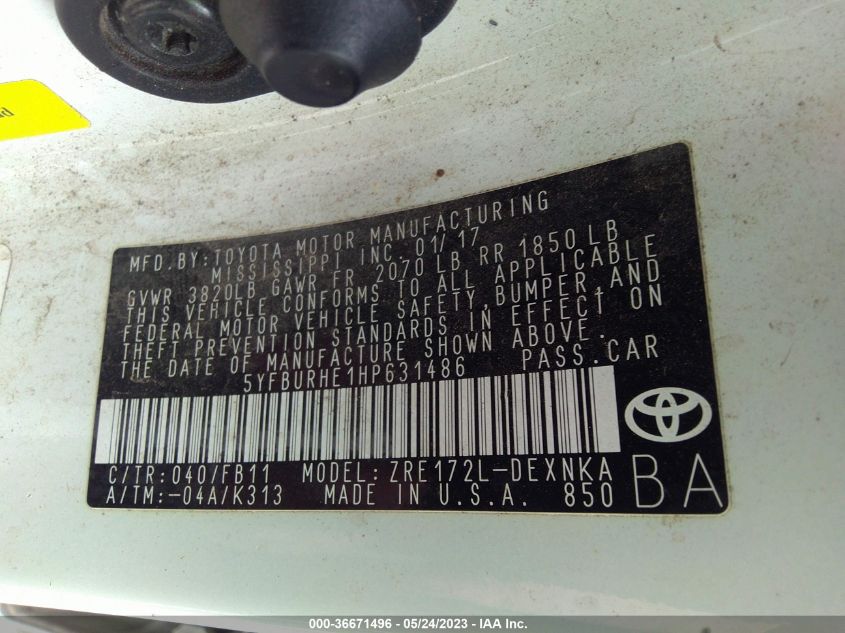 MFD. BY: TOYOTA MOTOR MANUFACTURING
MISSISSIPPI INC. 01/17
GVWR 3820LB GAWR FR 2070 LB RR 1850 LB
THIS VEHICLE CONFORMS TO ALL APPLICABLE
FEDERAL MOTOR VEHICLE SAFETY, BUMPER, AND
THEFT PREVENTION STANDARDS IN EFFECT ON
THE DATE OF MANUFACTURE SHOWN ABOVE.
5YFBURHE1HP631486 PASS. CAR
C/TR: 040/FB11 MODEL: ZRE172L-DEXNKA
A/TM: -04A/K313 MADE IN U.S.A. 850
BA
000-36671496 - 05/24/2023 - IAA Inc.